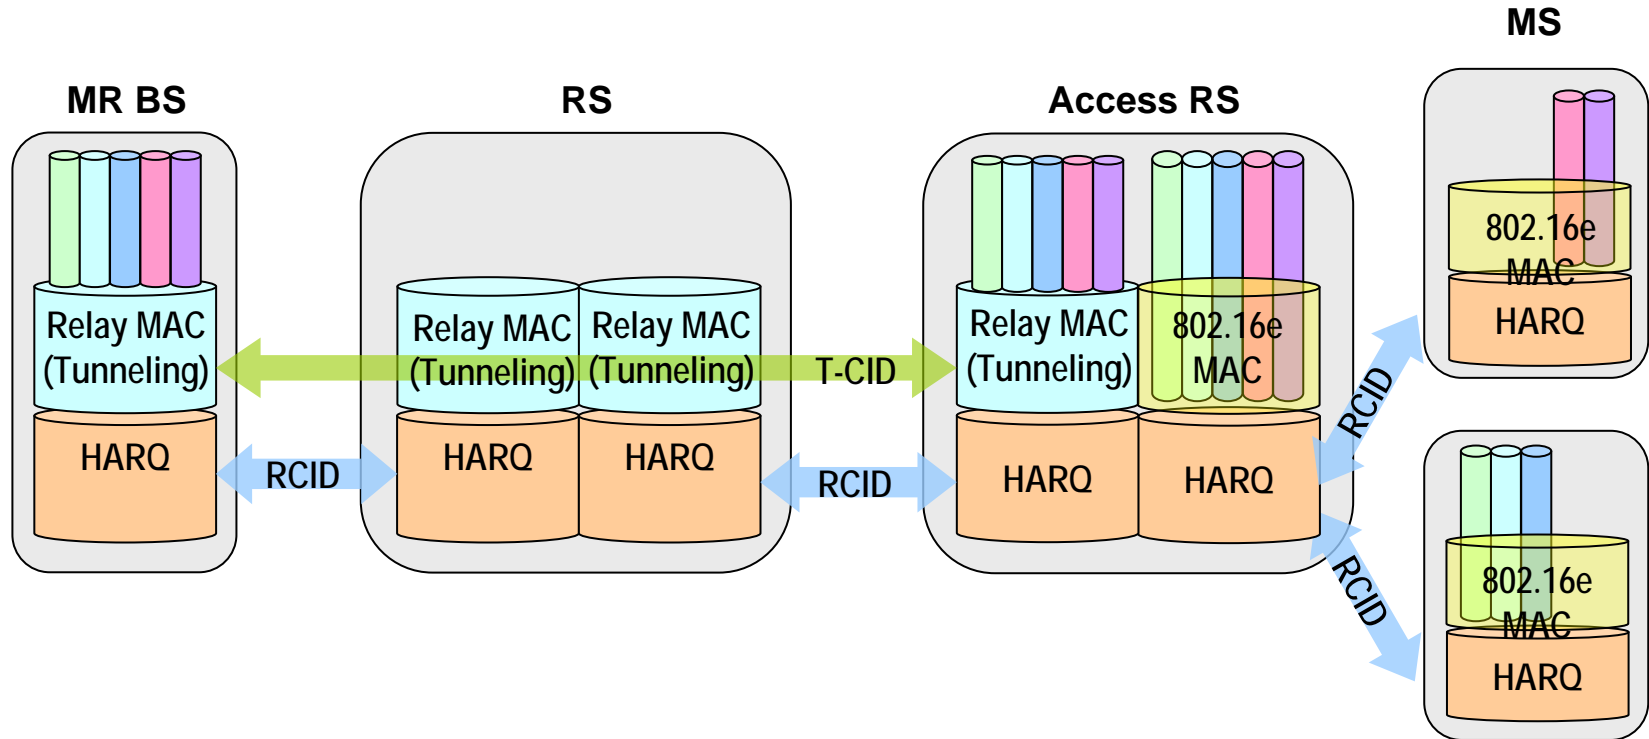 MS
MR BS
RS
Access RS
Relay MAC
(Tunneling)
HARQ
RCID
Relay MAC
(Tunneling)
HARQ
Relay MAC
(Tunneling)
HARQ
T-CID
RCID
Relay MAC
(Tunneling)
HARQ
802.16e
MAC
HARQ
RCID
RCID
802.16e
MAC
HARQ
802.16e
MAC
HARQ